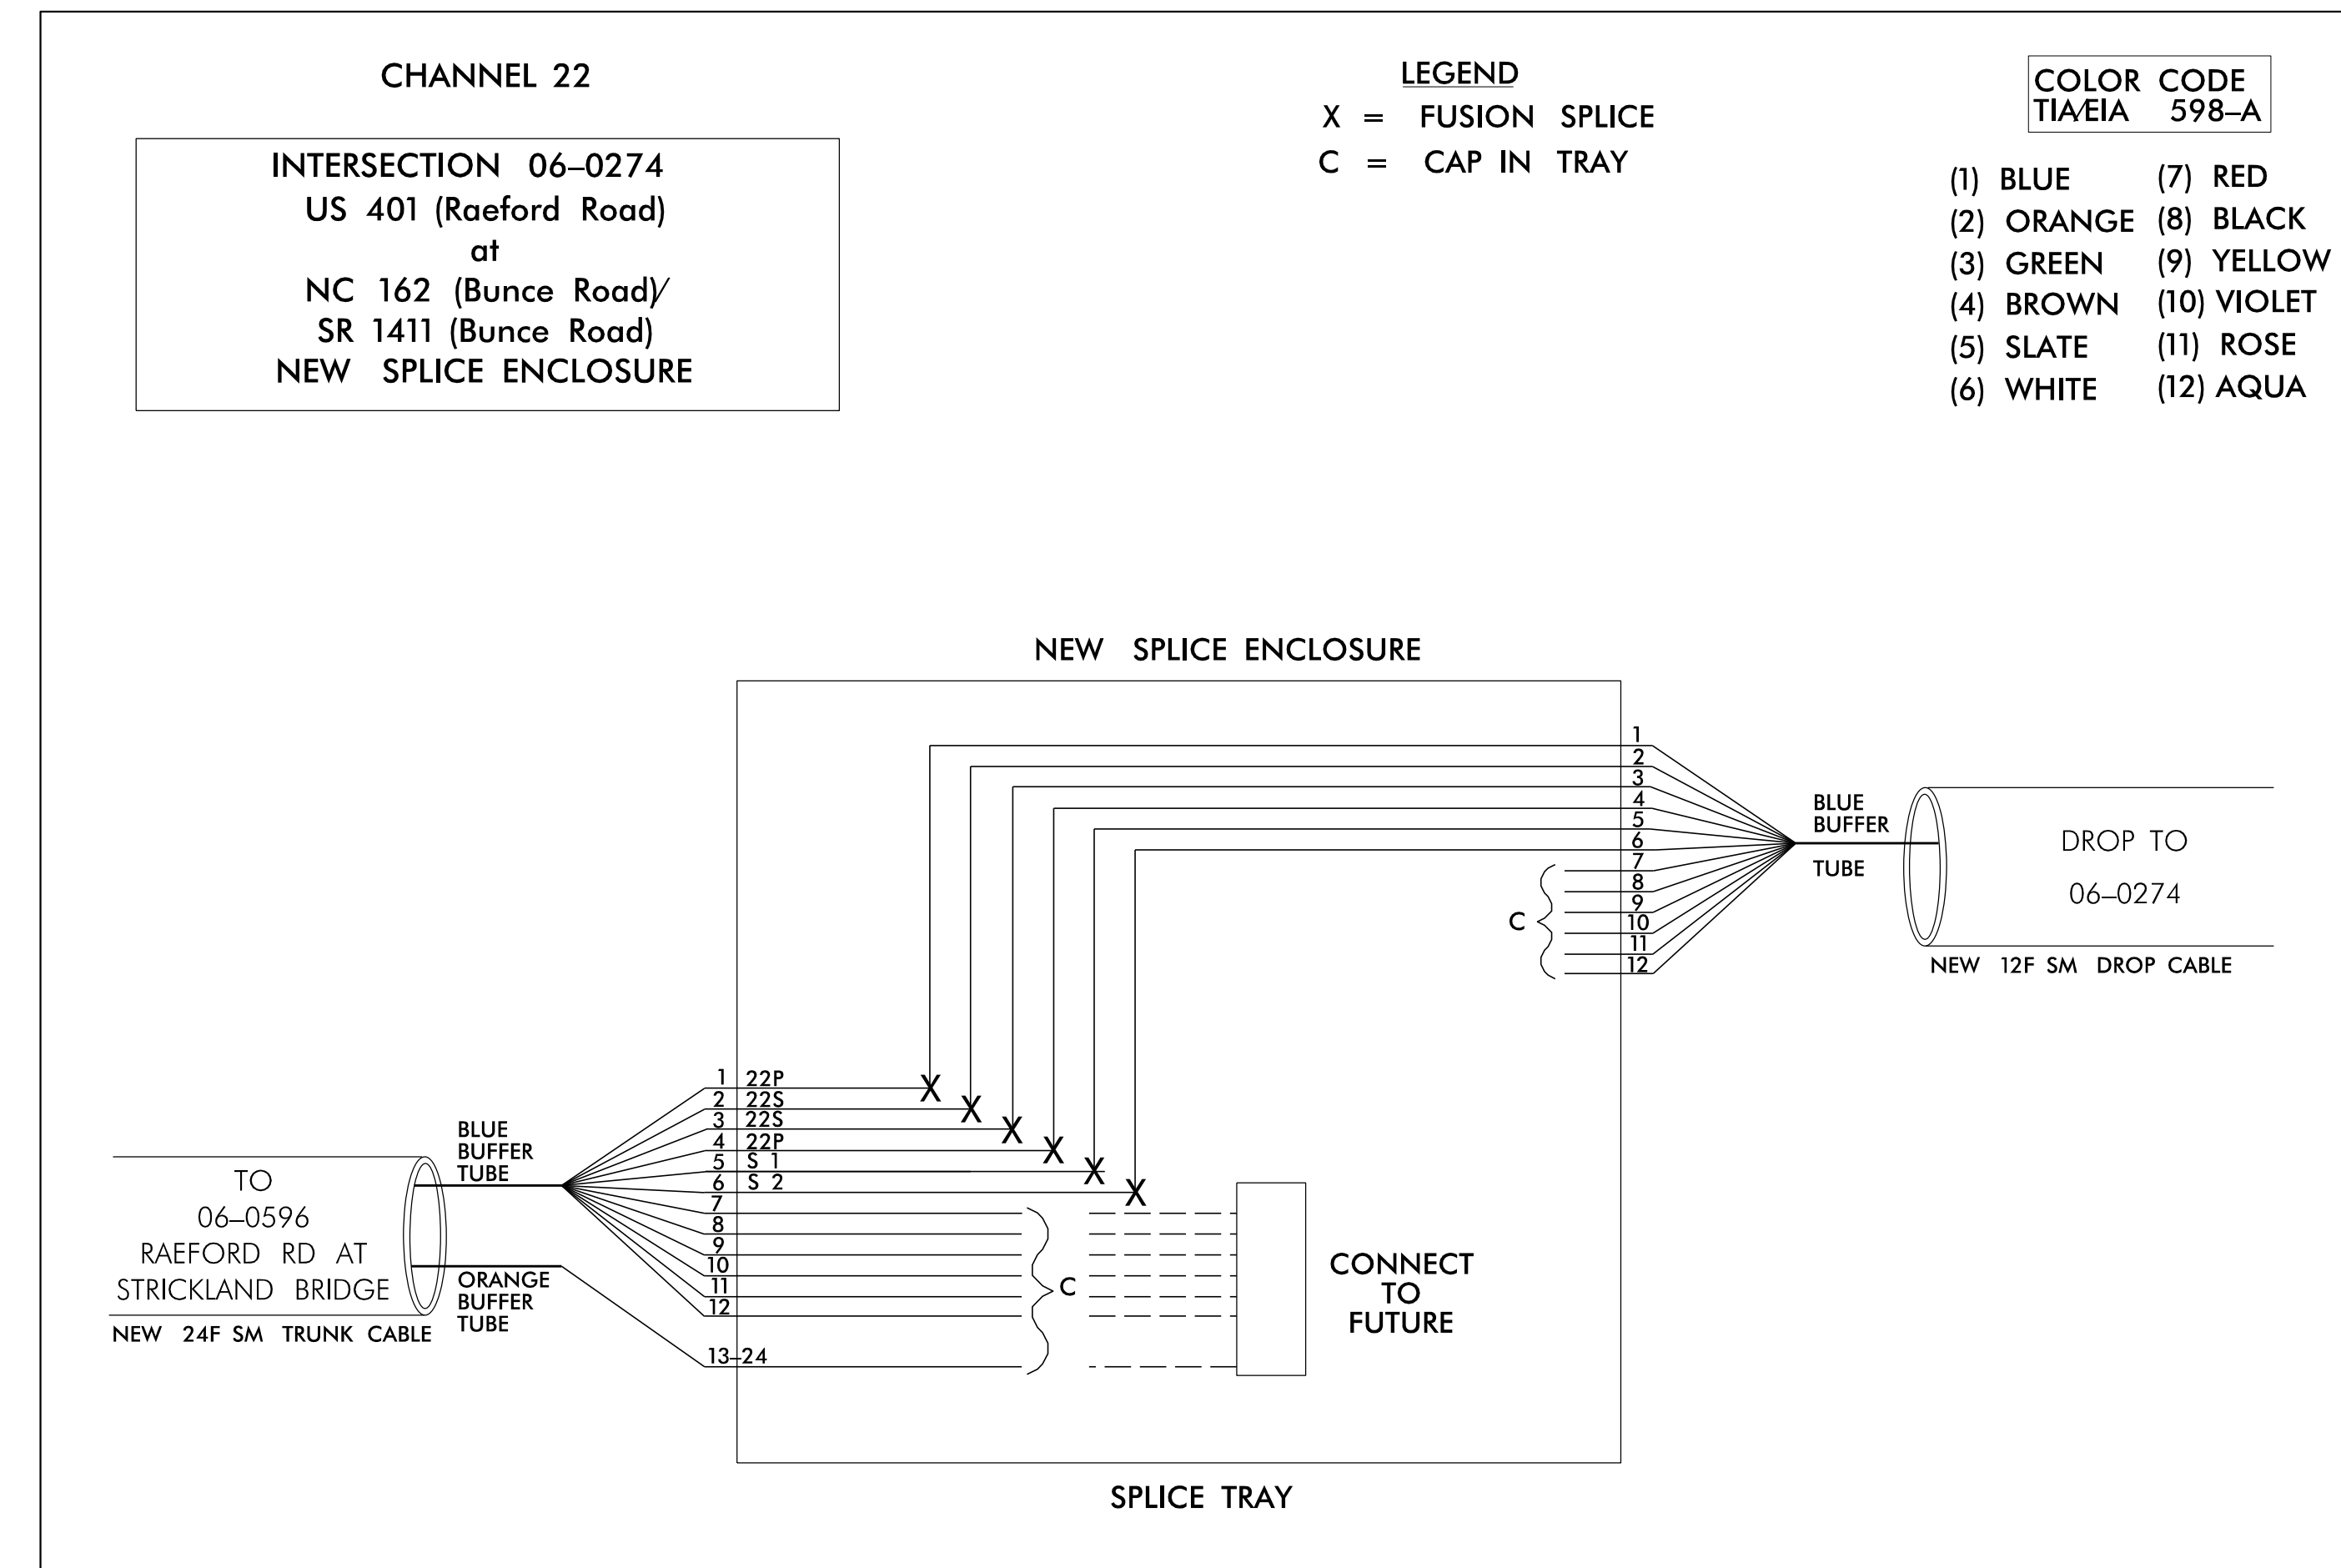 CHANNEL 22
INTERSECTION 06–0274
US 401 (Raeford Road)
at
NC 162 (Bunce Road)/
SR 1411 (Bunce Road)
NEW SPLICE ENCLOSURE
LEGEND
X = FUSION SPLICE
C = CAP IN TRAY
COLOR CODE
TIA/EIA 598–A
(1) BLUE (7) RED
(2) ORANGE (8) BLACK
(3) GREEN (9) YELLOW
(4) BROWN (10) VIOLET
(5) SLATE (11) ROSE
(6) WHITE (12) AQUA
NEW SPLICE ENCLOSURE
1
2
3
4
5
6
7
8
9
10
11
12
C
BLUE
BUFFER
TUBE
DROP TO
06–0274
NEW 12F SM DROP CABLE
1 22P
2 22S
3 22S
4 22P
5 S 1
6 S 2
7
8
9
10
11
12
13–24
C
X
X
X
X
X
X
BLUE
BUFFER
TUBE
ORANGE
BUFFER
TUBE
TO
06–0596
RAEFORD RD AT
STRICKLAND BRIDGE
NEW 24F SM TRUNK CABLE
CONNECT
TO
FUTURE
SPLICE TRAY